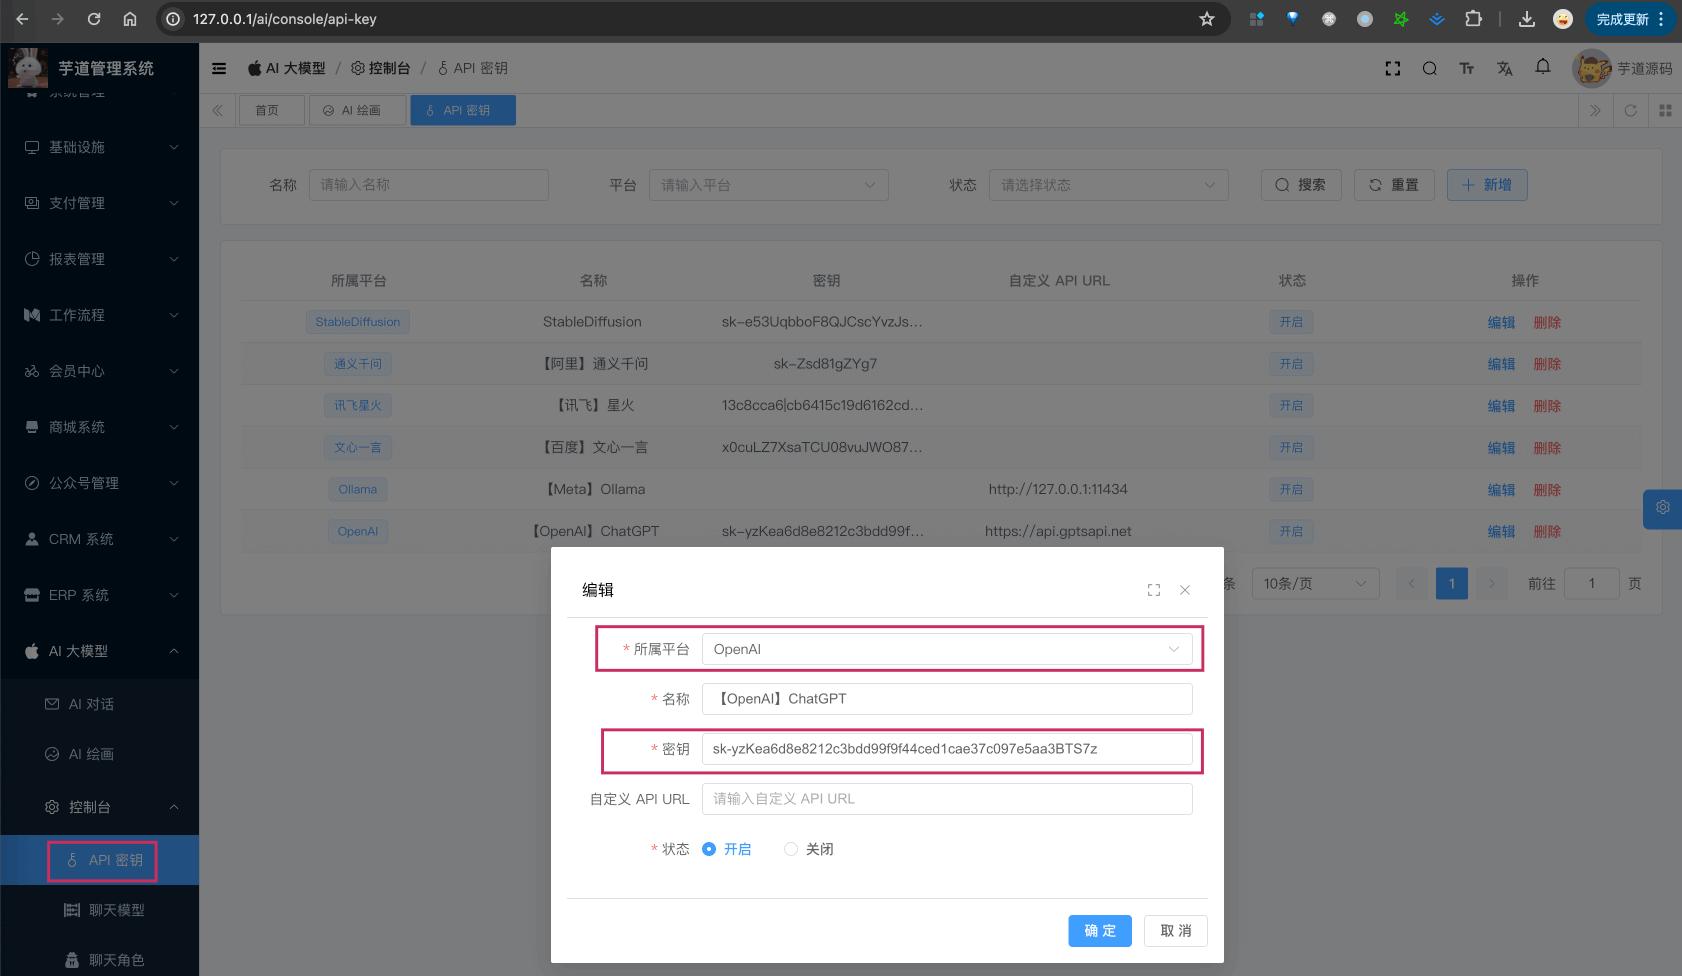 127.0.0.1/ai/console/api-key
完成更新
芋道管理系统
AI 大模型 / 控制台 / API 密钥
芋道源码
首页
AI 绘画
API 密钥
系统管理
基础设施
支付管理
报表管理
工作流程
会员中心
商城系统
公众号管理
CRM 系统
ERP 系统
AI 大模型
AI 对话
AI 绘画
控制台
API 密钥
聊天模型
聊天角色
名称 请输入名称 平台 请输入平台 状态 请选择状态 搜索 重置 新增
所属平台 名称 密钥 自定义 API URL 状态 操作
StableDiffusion StableDiffusion sk-e53UqbboF8QJCscYvzJs... 开启 编辑 删除
通义千问 【阿里】通义千问 sk-Zsd81gZYg7 开启 编辑 删除
讯飞星火 【讯飞】星火 13c8cca6|cb6415c19d6162cd... 开启 编辑 删除
文心一言 【百度】文心一言 x0cuLZ7XsaTCU08vuJWO87... 开启 编辑 删除
Ollama 【Meta】Ollama http://127.0.0.1:11434 开启 编辑 删除
OpenAI 【OpenAI】ChatGPT sk-yzKea6d8e8212c3bdd99f... https://api.gptsapi.net 开启 编辑 删除
条 10条/页 1 前往 1 页
编辑
* 所属平台 OpenAI
* 名称 【OpenAI】ChatGPT
* 密钥 sk-yzKea6d8e8212c3bdd99f9f44ced1cae37c097e5aa3BTS7z
自定义 API URL 请输入自定义 API URL
* 状态 开启 关闭
确 定 取 消